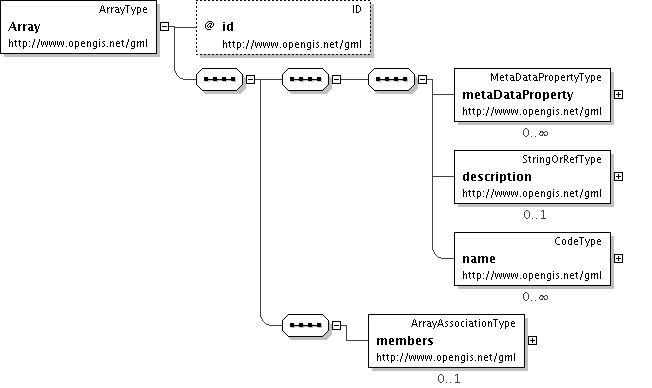 ArrayType
Array
http://www.opengis.net/gml
ID
@ id
http://www.opengis.net/gml
MetaDataPropertyType
metaDataProperty
http://www.opengis.net/gml
0..∞
StringOrRefType
description
http://www.opengis.net/gml
0..1
CodeType
name
http://www.opengis.net/gml
0..∞
ArrayAssociationType
members
http://www.opengis.net/gml
0..1